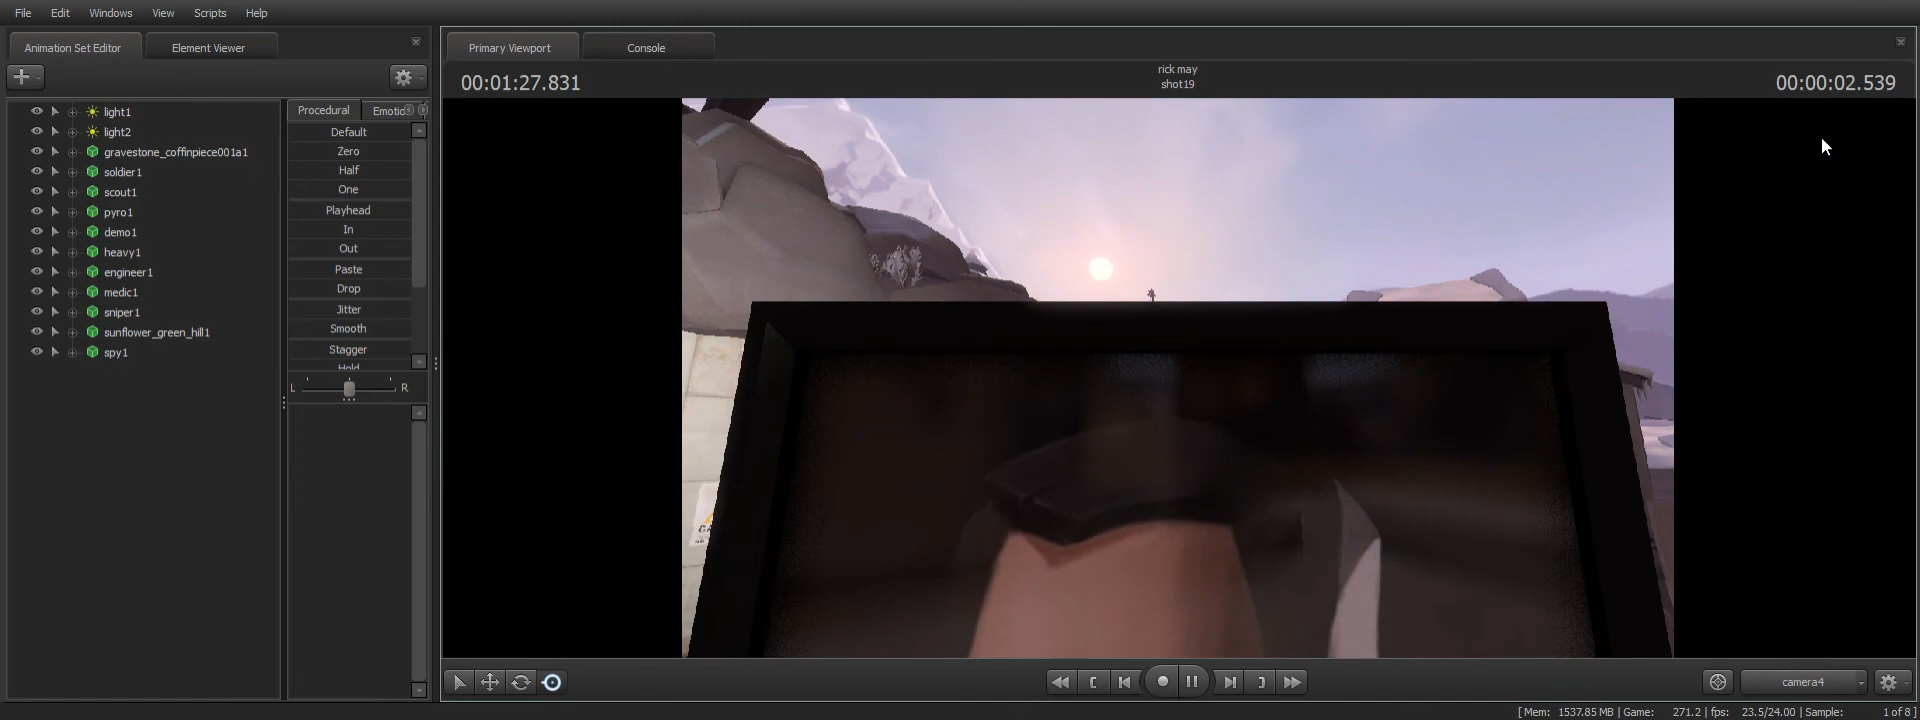 File Edit Windows View Scripts Help
Animation Set Editor Element Viewer
Primary Viewport Console
00:01:27.831
rick may
shot19
00:00:02.539
light1
light2
gravestone_coffinpiece001a1
soldier1
scout1
pyro1
demo1
heavy1
engineer1
medic1
sniper1
sunflower_green_hill1
spy1
Procedural Emotio
Default
Zero
Half
One
Playhead
In
Out
Paste
Drop
Jitter
Smooth
Stagger
Hold
L R
camera4
[ Mem: 1537.85 MB | Game: 271.2 | fps: 23.5/24.00 | Sample: 1 of 8 ]